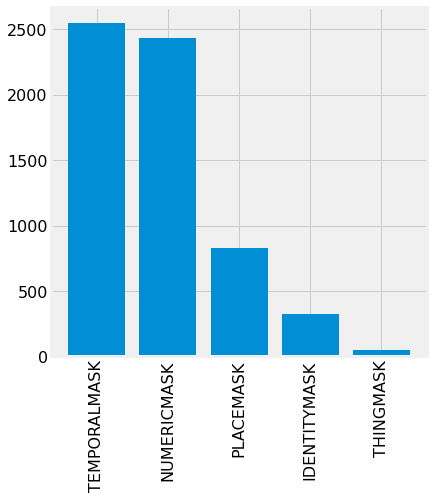 2500
2000
1500
1000
500
0
TEMPORALMASK
NUMERICMASK
PLACEMASK
IDENTITYMASK
THINGMASK